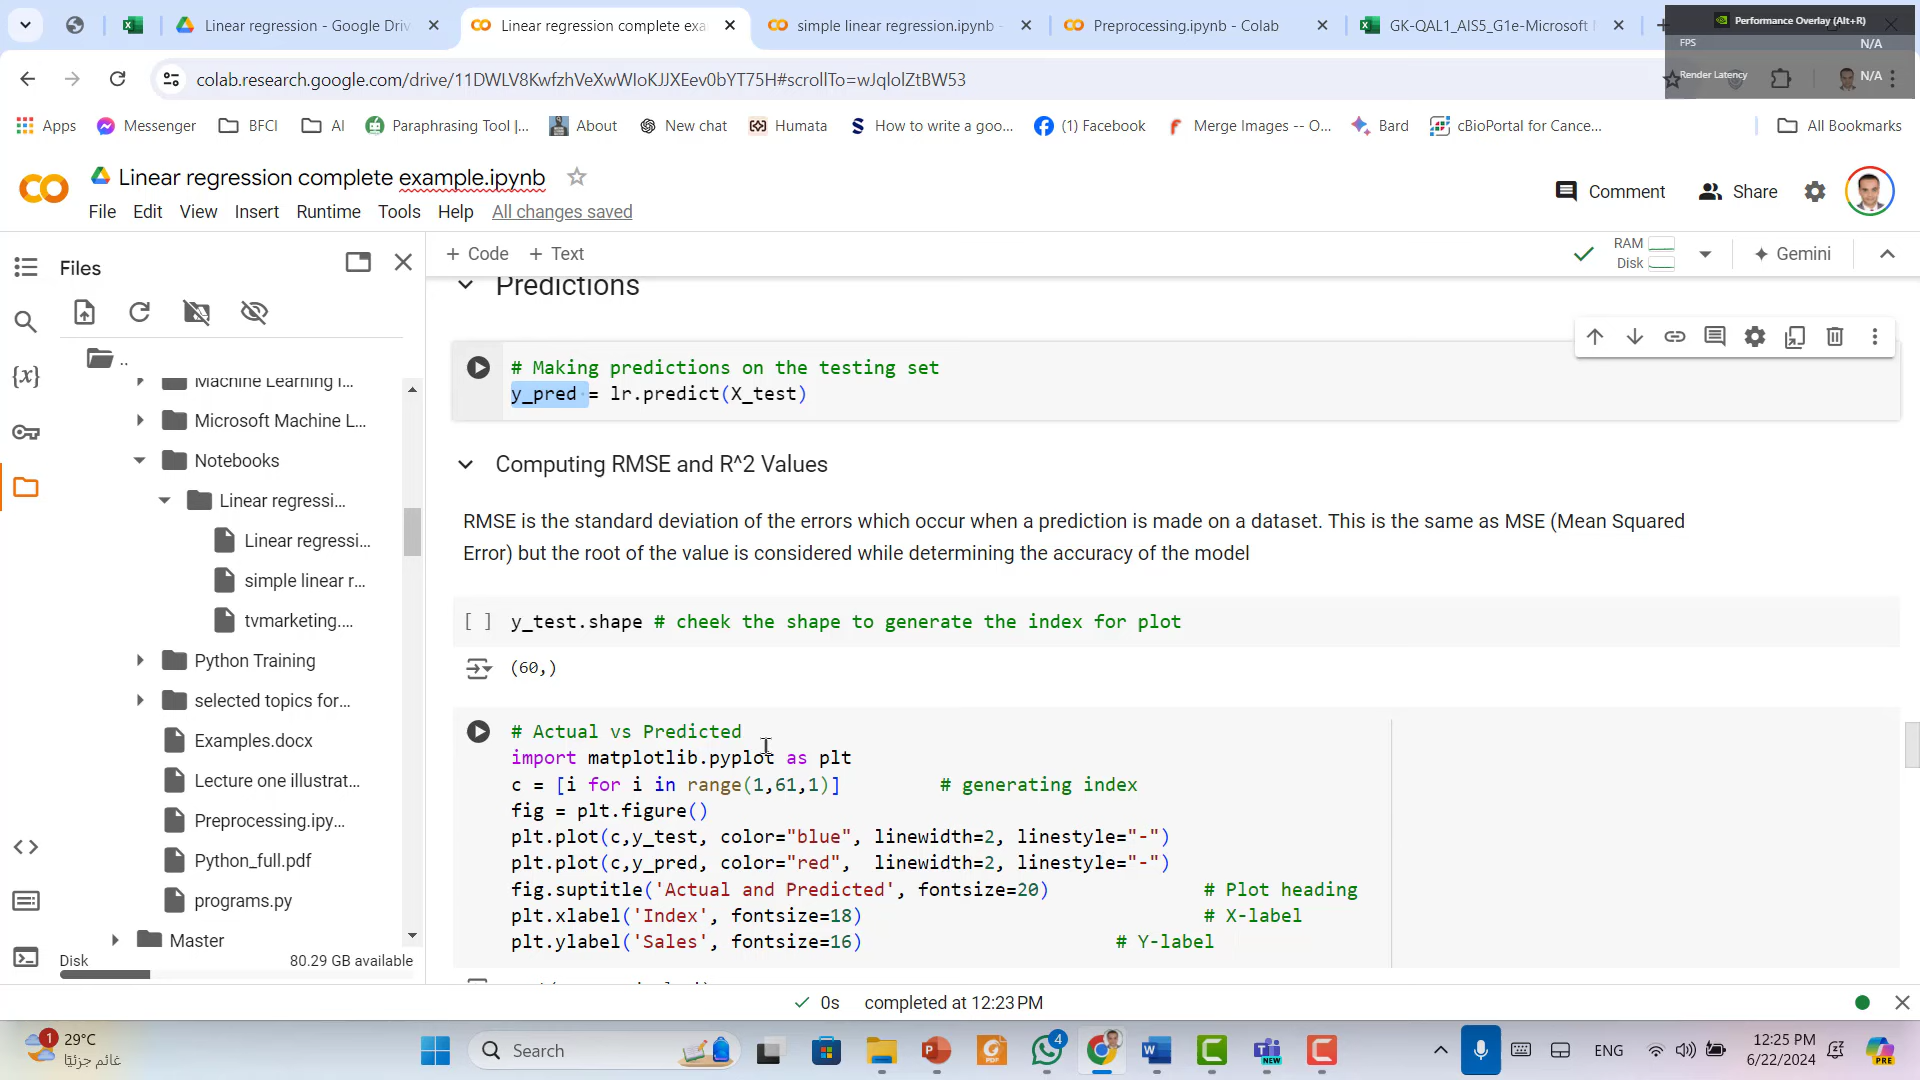 Linear regression - Google Driv
Linear regression complete exa
simple linear regression.ipynb -
Preprocessing.ipynb - Colab
GK-QAL1_AIS5_G1e-Microsoft
Performance Overlay (Alt+R)
FPS N/A
Render Latency N/A
colab.research.google.com/drive/11DWLV8KwfzhVeXwWIoKJJXEev0bYT75H#scrollTo=wJqlolZtBW53
Apps Messenger BFCI AI Paraphrasing Tool |... About New chat Humata How to write a goo... (1) Facebook Merge Images -- O... Bard cBioPortal for Cance... All Bookmarks
Linear regression complete example.ipynb
Comment Share
File Edit View Insert Runtime Tools Help All changes saved
Files
+ Code + Text
RAM
Disk
Gemini
Predictions
# Making predictions on the testing set
y_pred = lr.predict(X_test)
Computing RMSE and R^2 Values
RMSE is the standard deviation of the errors which occur when a prediction is made on a dataset. This is the same as MSE (Mean Squared
Error) but the root of the value is considered while determining the accuracy of the model
[ ] y_test.shape # cheek the shape to generate the index for plot
(60,)
# Actual vs Predicted
import matplotlib.pyplot as plt
c = [i for i in range(1,61,1)] # generating index
fig = plt.figure()
plt.plot(c,y_test, color="blue", linewidth=2, linestyle="-")
plt.plot(c,y_pred, color="red", linewidth=2, linestyle="-")
fig.suptitle('Actual and Predicted', fontsize=20) # Plot heading
plt.xlabel('Index', fontsize=18) # X-label
plt.ylabel('Sales', fontsize=16) # Y-label
..
Machine Learning I...
Microsoft Machine L...
Notebooks
Linear regressi...
Linear regressi...
simple linear r...
tvmarketing....
Python Training
selected topics for...
Examples.docx
Lecture one illustrat...
Preprocessing.ipy...
Python_full.pdf
programs.py
Master
Disk 80.29 GB available
{x}
0s completed at 12:23 PM
1
29°C
غائم جزئيًا
Search
4
NEW
ENG
12:25 PM
6/22/2024
PRE